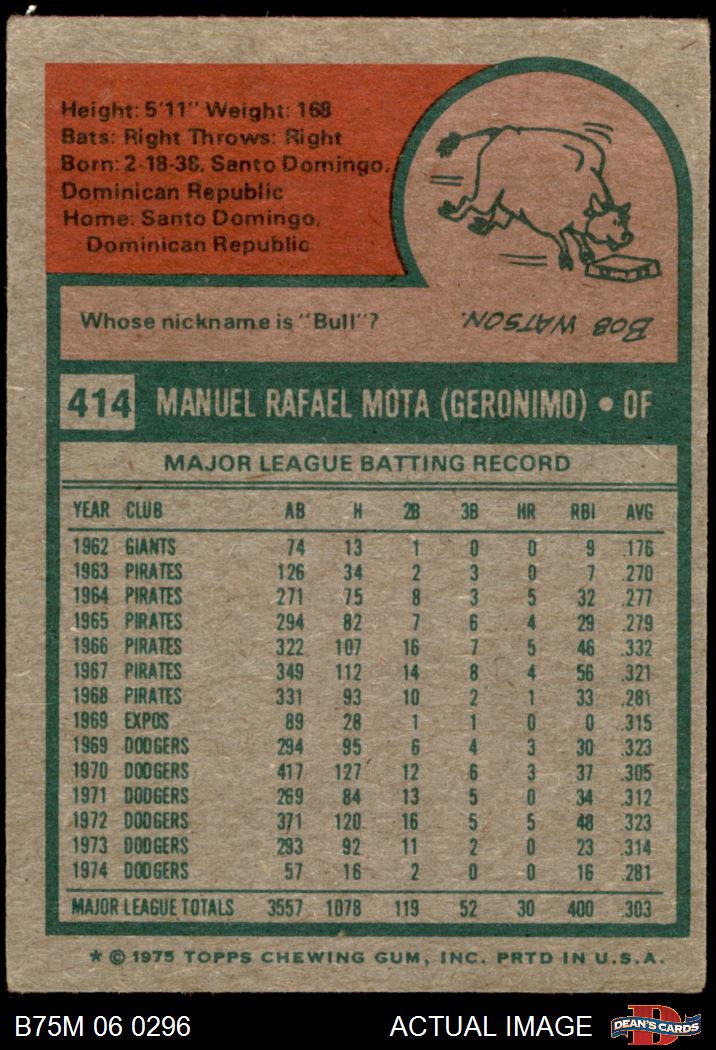 Height: 5'11" Weight: 168
Bats: Right Throws: Right
Born: 2-18-38, Santo Domingo,
Dominican Republic
Home: Santo Domingo,
Dominican Republic
Whose nickname is "Bull"?
BOB WATSON.
414 MANUEL RAFAEL MOTA (GERONIMO) • OF
MAJOR LEAGUE BATTING RECORD
YEAR CLUB AB H 2B 3B HR RBI AVG
1962 GIANTS 74 13 1 0 0 9 .176
1963 PIRATES 126 34 2 3 0 7 .270
1964 PIRATES 271 75 8 3 5 32 .277
1965 PIRATES 294 82 7 6 4 29 .279
1966 PIRATES 322 107 16 7 5 46 .332
1967 PIRATES 349 112 14 8 4 56 .321
1968 PIRATES 331 93 10 2 1 33 .281
1969 EXPOS 89 28 1 1 0 0 .315
1969 DODGERS 294 95 6 4 3 30 .323
1970 DODGERS 417 127 12 6 3 37 .305
1971 DODGERS 269 84 13 5 0 34 .312
1972 DODGERS 371 120 16 5 5 48 .323
1973 DODGERS 293 92 11 2 0 23 .314
1974 DODGERS 57 16 2 0 0 16 .281
MAJOR LEAGUE TOTALS 3557 1078 119 52 30 400 .303
* © 1975 TOPPS CHEWING GUM, INC. PRTD IN U.S.A.
B75M 06 0296 ACTUAL IMAGE D DEAN'S CARDS